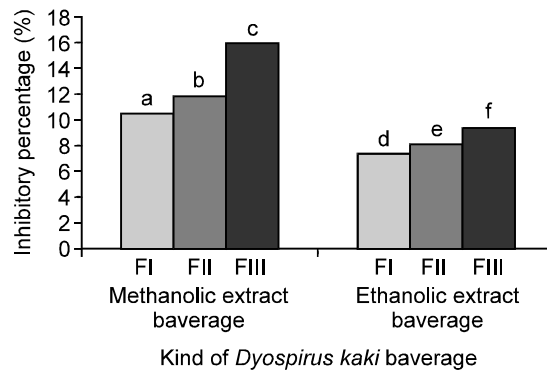 Inhibitory percentage (%)
18
16
14
12
10
8
6
4
2
0
a
b
c
d
e
f
FI FII FIII FI FII FIII
Methanolic extract
baverage
Ethanolic extract
baverage
Kind of Dyospirus kaki baverage